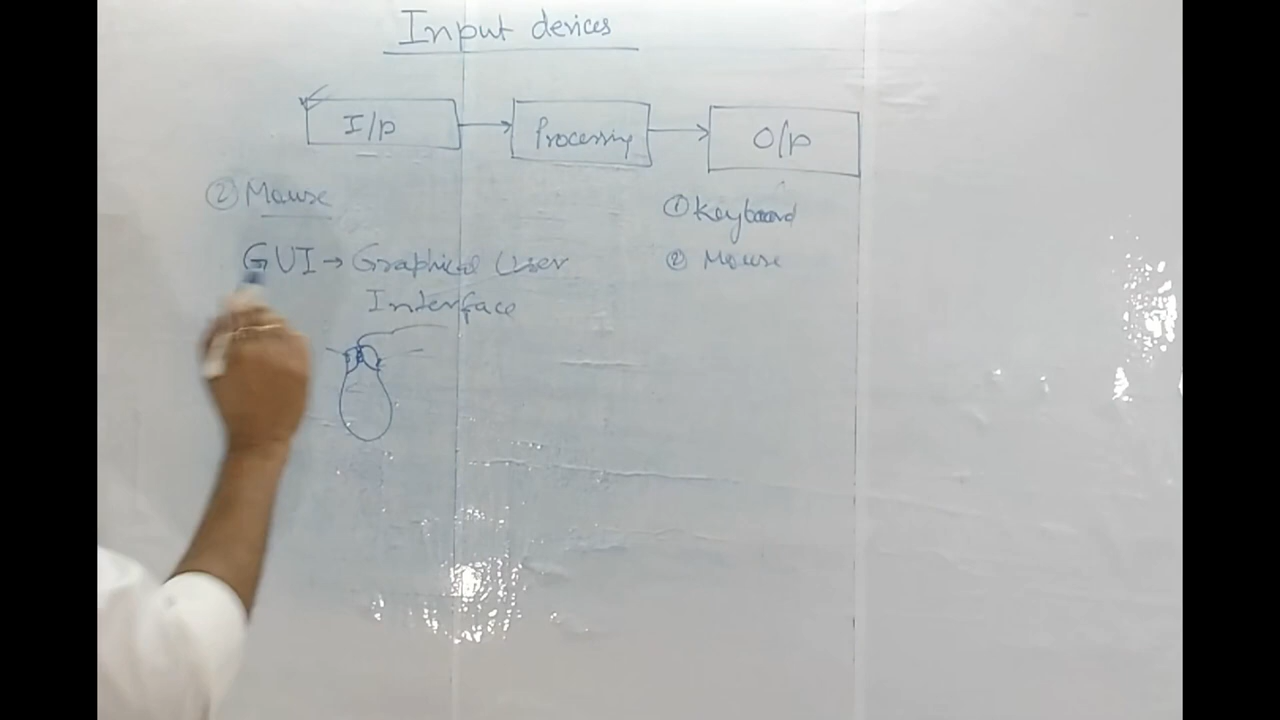 Input devices
I/p
Processing
O/p
② Mouse
GUI → Graphical User
Interface
① Keyboard
② Mouse